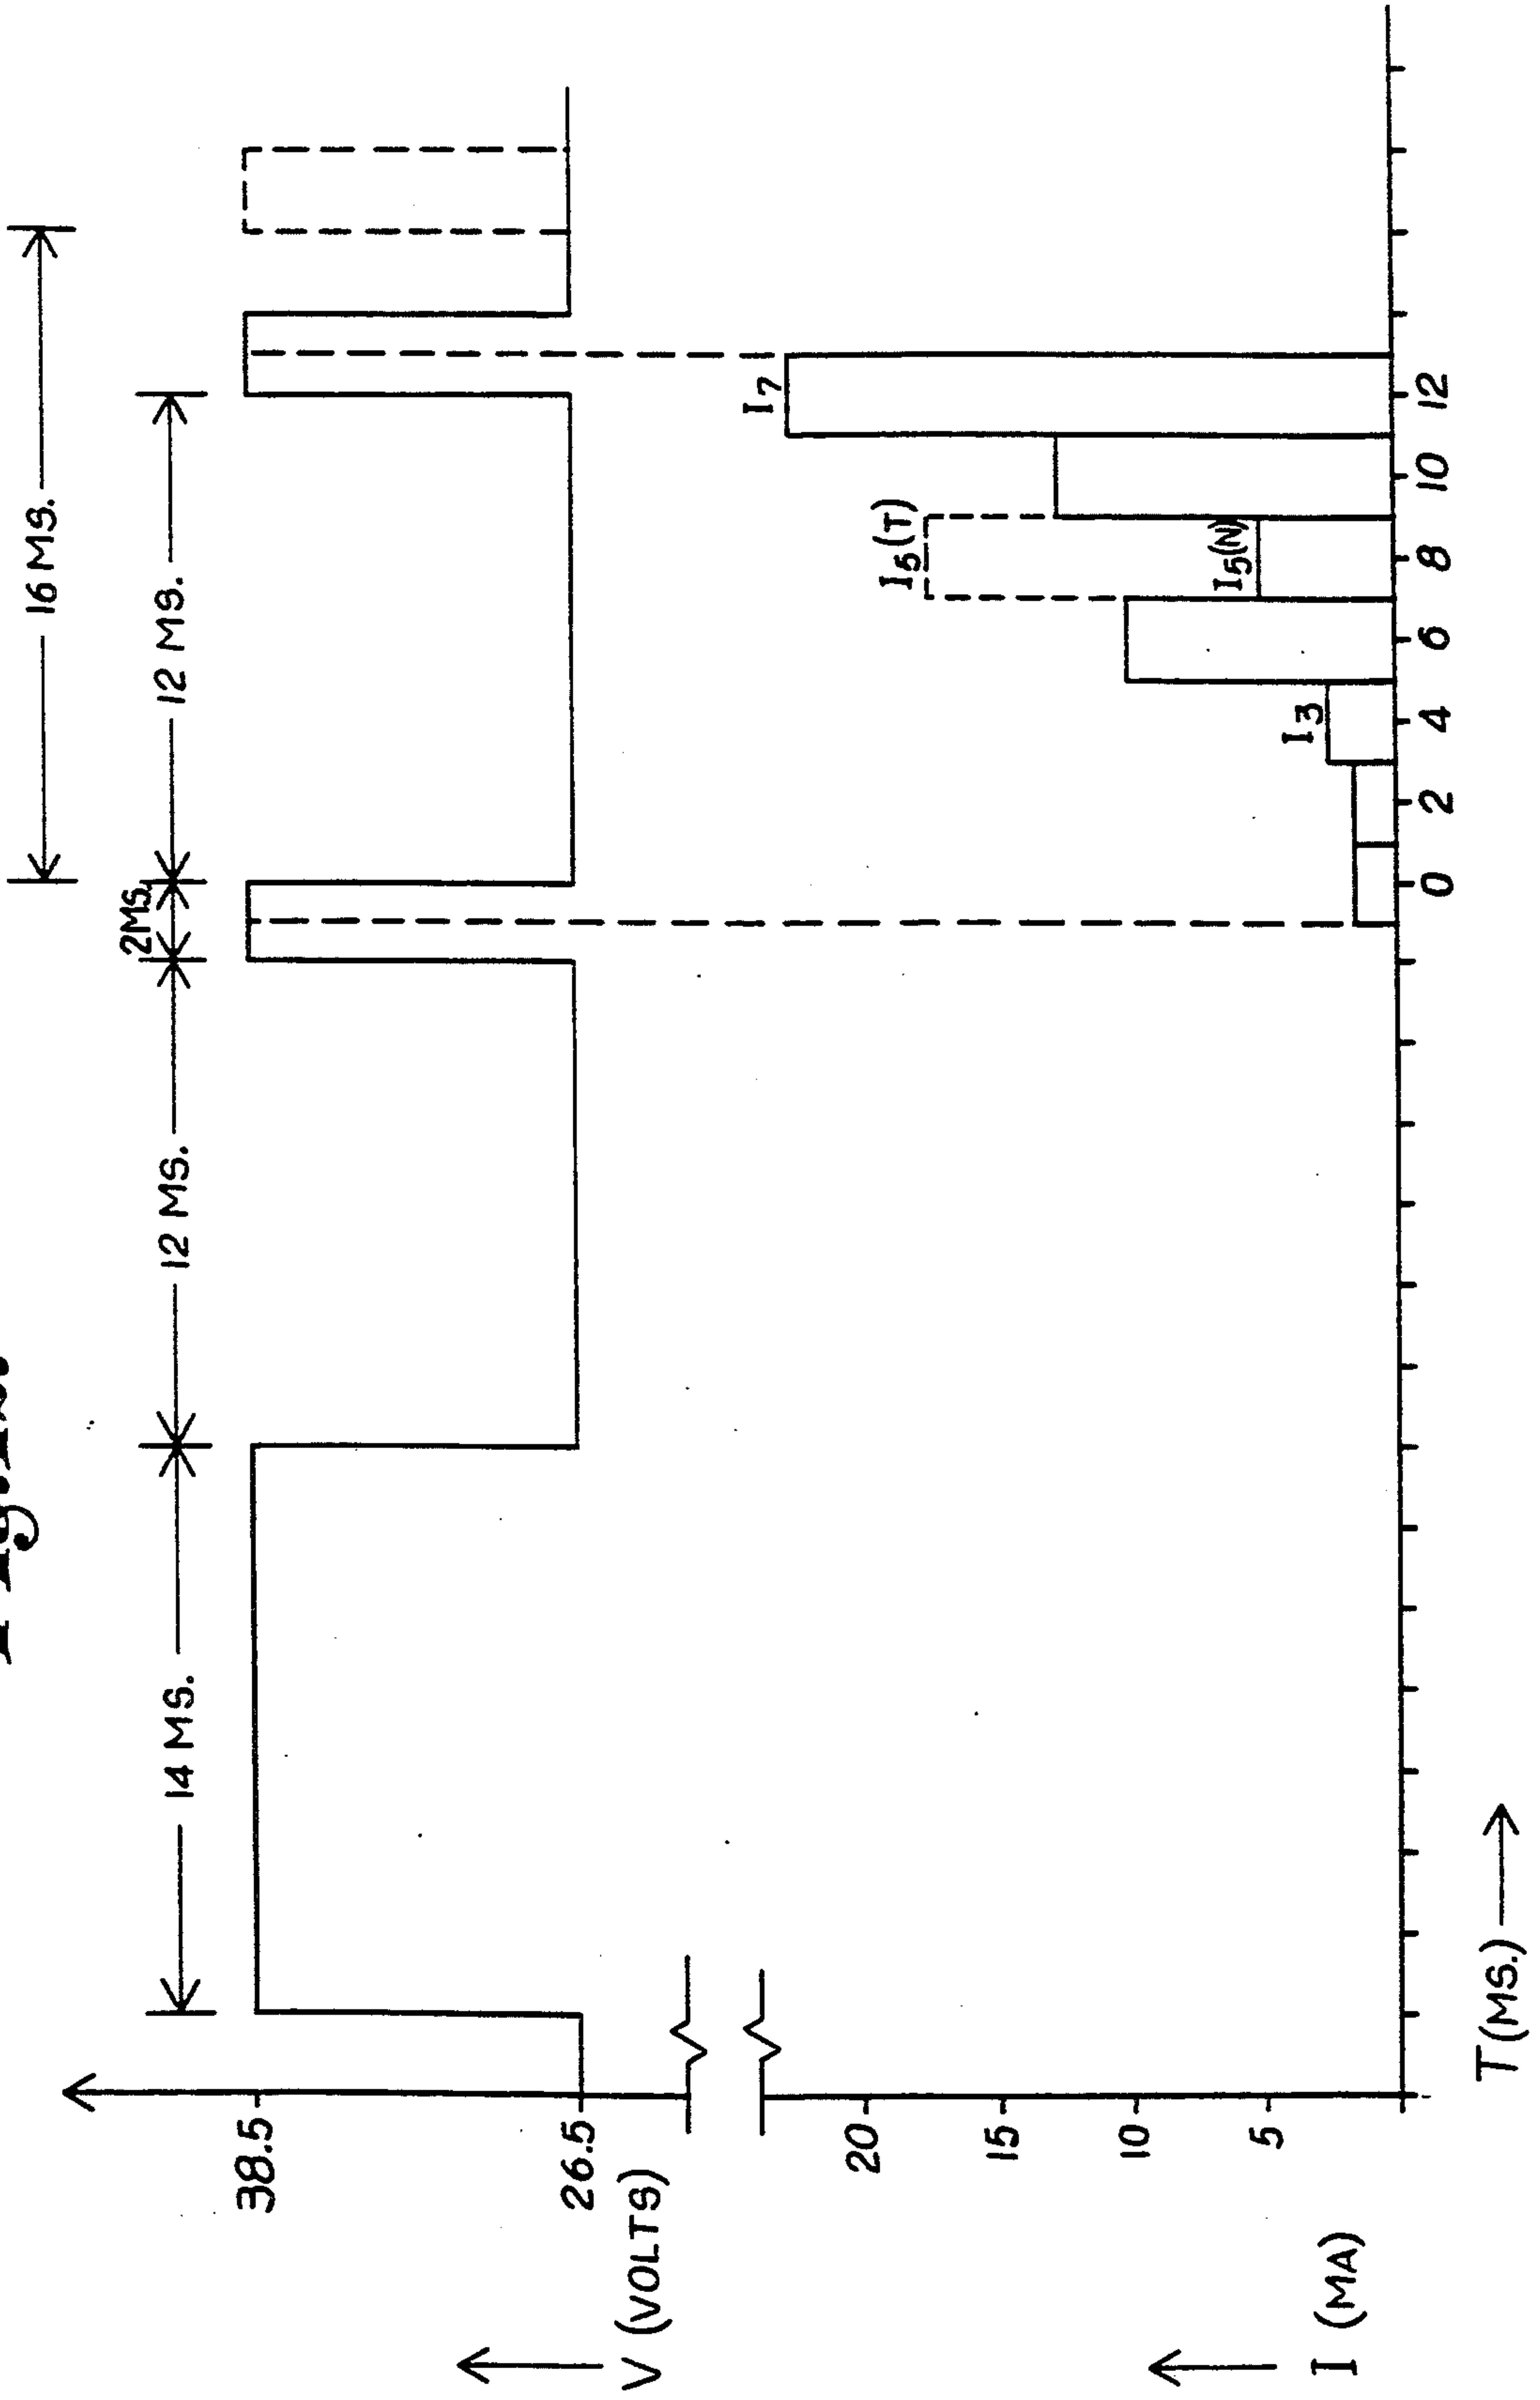 16 MS.
14 MS.
12 MS.
2MS.
12 MS.
38.5
26.5
V (VOLTS)
20
15
10
5
I (MA)
I3
I5(T)
I5(N)
I7
0 2 4 6 8 10 12
T (MS.)